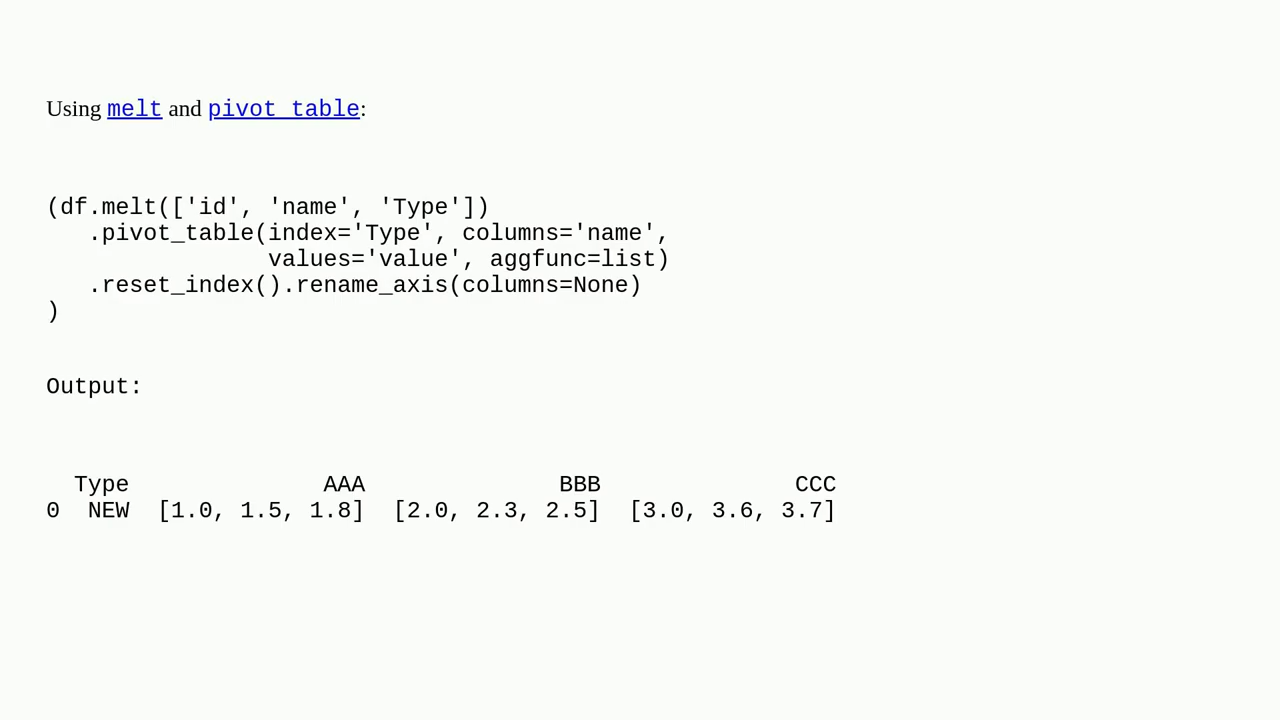 Using melt and pivot_table:
(df.melt(['id', 'name', 'Type'])
   .pivot_table(index='Type', columns='name',
                values='value', aggfunc=list)
   .reset_index().rename_axis(columns=None)
)
Output:
  Type              AAA              BBB              CCC
0  NEW  [1.0, 1.5, 1.8]  [2.0, 2.3, 2.5]  [3.0, 3.6, 3.7]